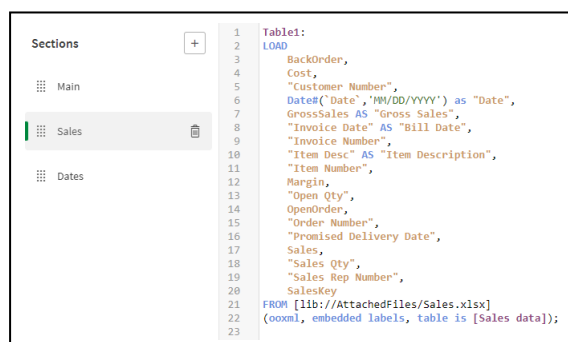 Sections
+
Main
Sales
Dates
1 Table1:
2 LOAD
3 BackOrder,
4 Cost,
5 "Customer Number",
6 Date#(`Date`,'MM/DD/YYYY') as "Date",
7 GrossSales AS "Gross Sales",
8 "Invoice Date" AS "Bill Date",
9 "Invoice Number",
10 "Item Desc" AS "Item Description",
11 "Item Number",
12 Margin,
13 "Open Qty",
14 OpenOrder,
15 "Order Number",
16 "Promised Delivery Date",
17 Sales,
18 "Sales Qty",
19 "Sales Rep Number",
20 SalesKey
21 FROM [lib://AttachedFiles/Sales.xlsx]
22 (ooxml, embedded labels, table is [Sales data]);
23